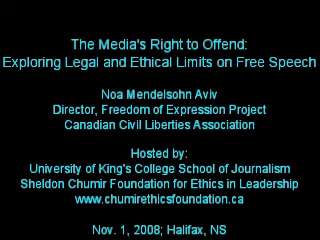 The Media's Right to Offend:
Exploring Legal and Ethical Limits on Free Speech
Noa Mendelsohn Aviv
Director, Freedom of Expression Project
Canadian Civil Liberties Association
Hosted by:
University of King's College School of Journalism
Sheldon Chumir Foundation for Ethics in Leadership
www.chumirethicsfoundation.ca
Nov. 1, 2008; Halifax, NS